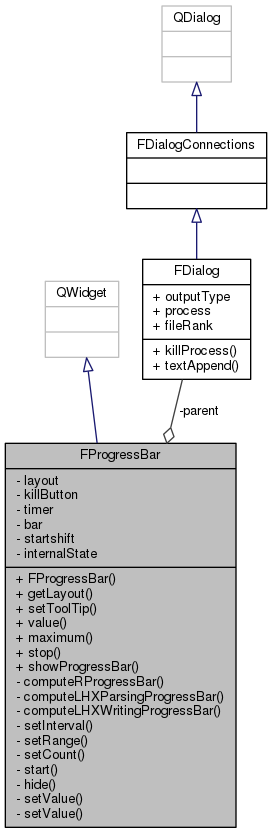 QDialog
FDialogConnections
FDialog
+ outputType
+ process
+ fileRank
+ killProcess()
+ textAppend()
QWidget
-parent
FProgressBar
- layout
- killButton
- timer
- bar
- startshift
- internalState
+ FProgressBar()
+ getLayout()
+ setToolTip()
+ value()
+ maximum()
+ stop()
+ showProgressBar()
- computeRProgressBar()
- computeLHXParsingProgressBar()
- computeLHXWritingProgressBar()
- setInterval()
- setRange()
- setCount()
- start()
- hide()
- setValue()
- setValue()